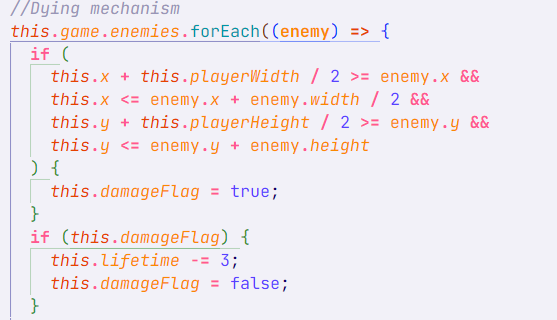 //Dying mechanism
this.game.enemies.forEach((enemy) => {
if (
this.x + this.playerWidth / 2 >= enemy.x &&
this.x <= enemy.x + enemy.width / 2 &&
this.y + this.playerHeight / 2 >= enemy.y &&
this.y <= enemy.y + enemy.height
) {
this.damageFlag = true;
}
if (this.damageFlag) {
this.lifetime -= 3;
this.damageFlag = false;
}